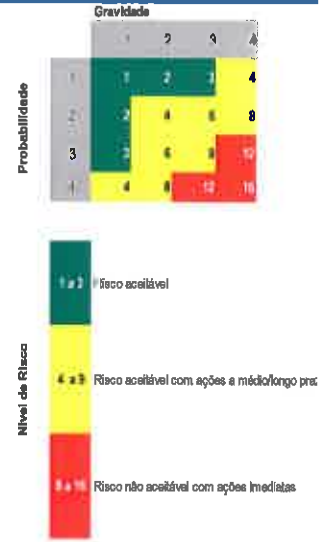 Gravidade
1 2 3 4
Probabilidade
1 1 2 3 4
2 2 4 6 8
3 3 6 9 12
4 4 8 12 16
Nível de Risco
1 a 3 Risco aceitável
4 a 9 Risco aceitável com ações a médio/longo
Risco não aceitável com ações imediatas